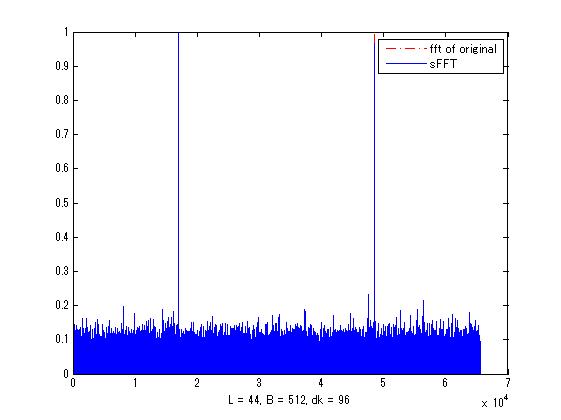 1
0.9
0.8
0.7
0.6
0.5
0.4
0.3
0.2
0.1
0
fft of original
sFFT
0 1 2 3 4 5 6 7
x 10^4
L = 44, B = 512, dk = 96